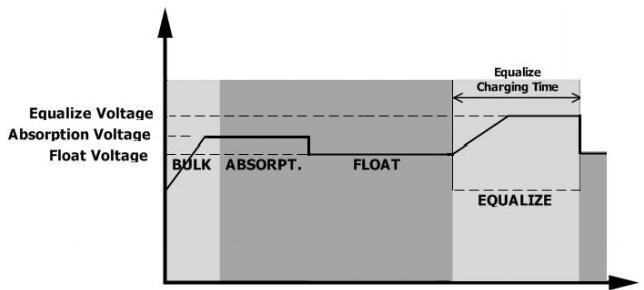 Equalize
Charging Time
Equalize Voltage
Absorption Voltage
Float Voltage
BULK
ABSORPT.
FLOAT
EQUALIZE